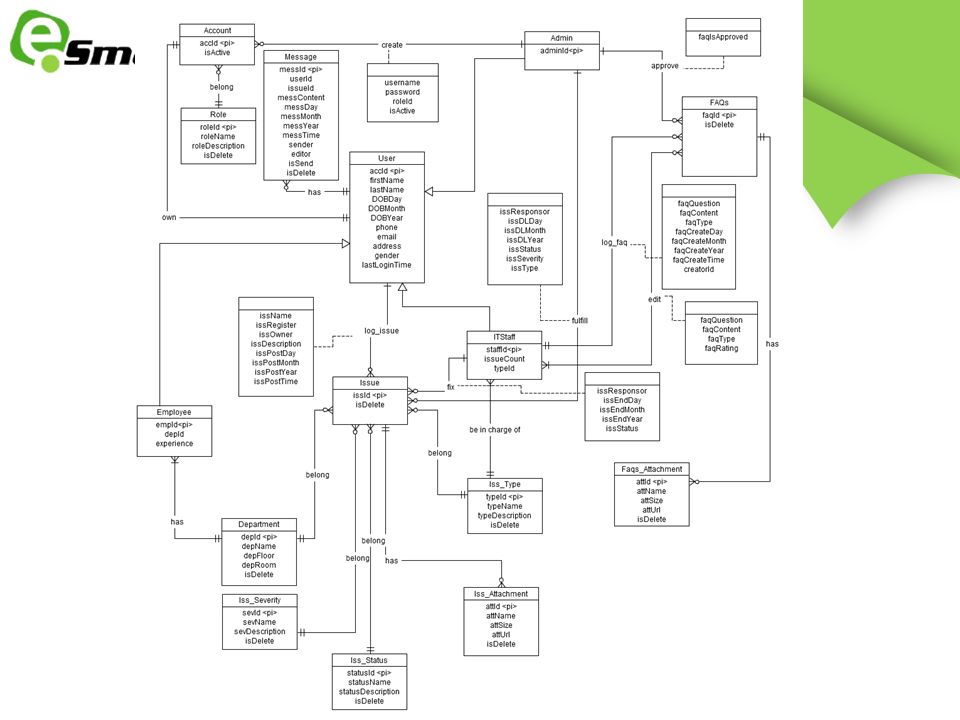 eSm
Account
accId <pi>
isActive
create
Admin
adminId<pi>
faqIsApproved
approve
Message
messId <pi>
userId
issueId
messContent
messDay
messMonth
messYear
messTime
sender
editor
isSend
isDelete
username
password
roleId
isActive
belong
Role
roleId <pi>
roleName
roleDescription
isDelete
FAQs
faqId <pi>
isDelete
User
accId <pi>
firstName
lastName
DOBDay
DOBMonth
DOBYear
phone
email
address
gender
lastLoginTime
has
own
issResponsor
issDLDay
issDLMonth
issDLYear
issStatus
issSeverity
issType
faqQuestion
faqContent
faqType
faqCreateDay
faqCreateMonth
faqCreateYear
faqCreateTime
creatorId
log_faq
edit
faqQuestion
faqContent
faqType
faqRating
has
issName
issRegister
issOwner
issDescription
issPostDay
issPostMonth
issPostYear
issPostTime
log_issue
fulfill
ITStaff
staffId<pi>
issueCount
typeId
fix
Issue
issId <pi>
isDelete
issResponsor
issEndDay
issEndMonth
issEndYear
issStatus
Employee
empId<pi>
depId
experience
be in charge of
belong
belong
Faqs_Attachment
attId <pi>
attName
attSize
attUrl
isDelete
Iss_Type
typeId <pi>
typeName
typeDescription
isDelete
has
Department
depId <pi>
depName
depFloor
depRoom
isDelete
belong
belong
has
Iss_Severity
sevId <pi>
sevName
sevDescription
isDelete
Iss_Attachment
attId <pi>
attName
attSize
attUrl
isDelete
Iss_Status
statusId <pi>
statusName
statusDescription
isDelete